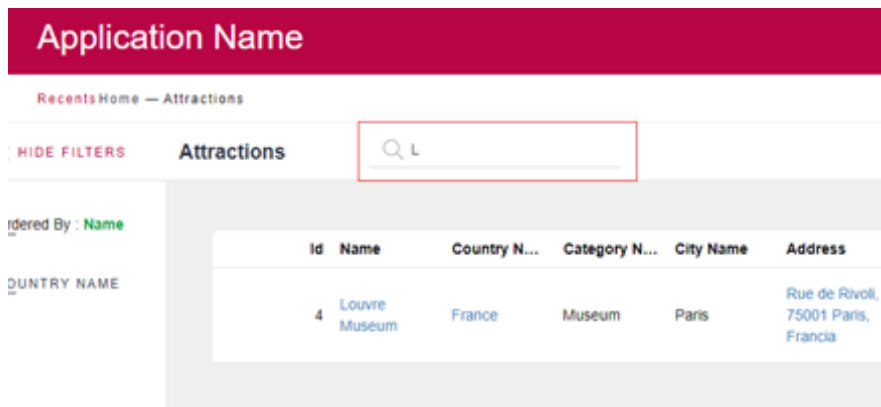 Application Name
Recents Home — Attractions
HIDE FILTERS
Attractions
L
rdered By : Name
OUNTRY NAME
Id Name Country N... Category N... City Name Address
4 Louvre Museum France Museum Paris Rue de Rivoli, 75001 Paris, Francia